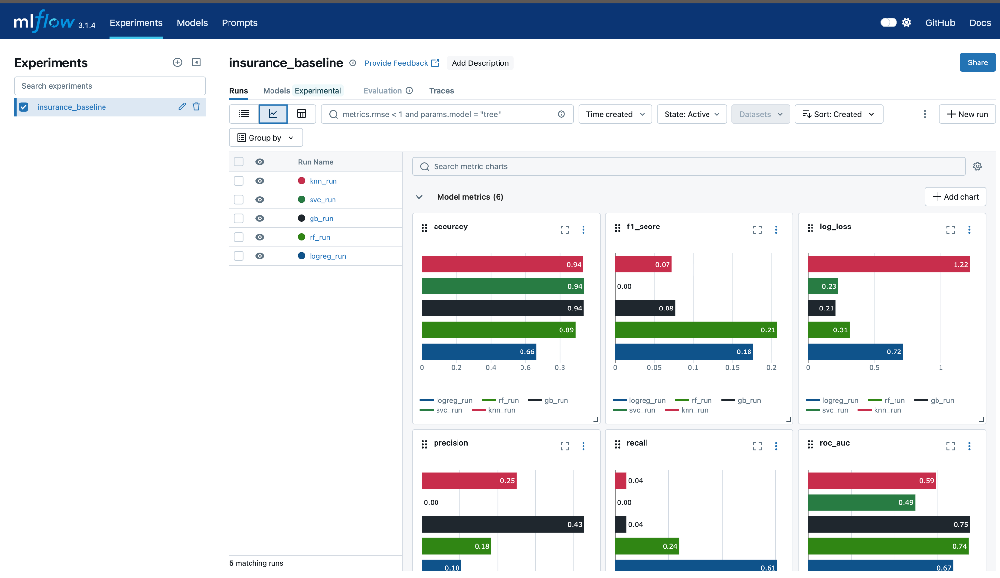 mlflow 3.1.4 Experiments Models Prompts GitHub Docs
Experiments
Search experiments
insurance_baseline
insurance_baseline Provide Feedback Add Description Share
Runs Models Experimental Evaluation Traces
metrics.rmse < 1 and params.model = "tree" Time created State: Active Datasets Sort: Created New run
Group by
Run Name
knn_run
svc_run
gb_run
rf_run
logreg_run
5 matching runs
Search metric charts
Model metrics (6) Add chart
accuracy
0.94
0.94
0.94
0.89
0.66
0 0.2 0.4 0.6 0.8
logreg_run rf_run gb_run
svc_run knn_run
f1_score
0.07
0.00
0.08
0.21
0.18
0 0.05 0.1 0.15 0.2
logreg_run rf_run gb_run
svc_run knn_run
log_loss
1.22
0.23
0.21
0.31
0.72
0 0.5 1
logreg_run rf_run gb_run
svc_run knn_run
precision
0.25
0.00
0.43
0.18
0.10
recall
0.04
0.00
0.04
0.24
0.61
roc_auc
0.59
0.49
0.75
0.74
0.67